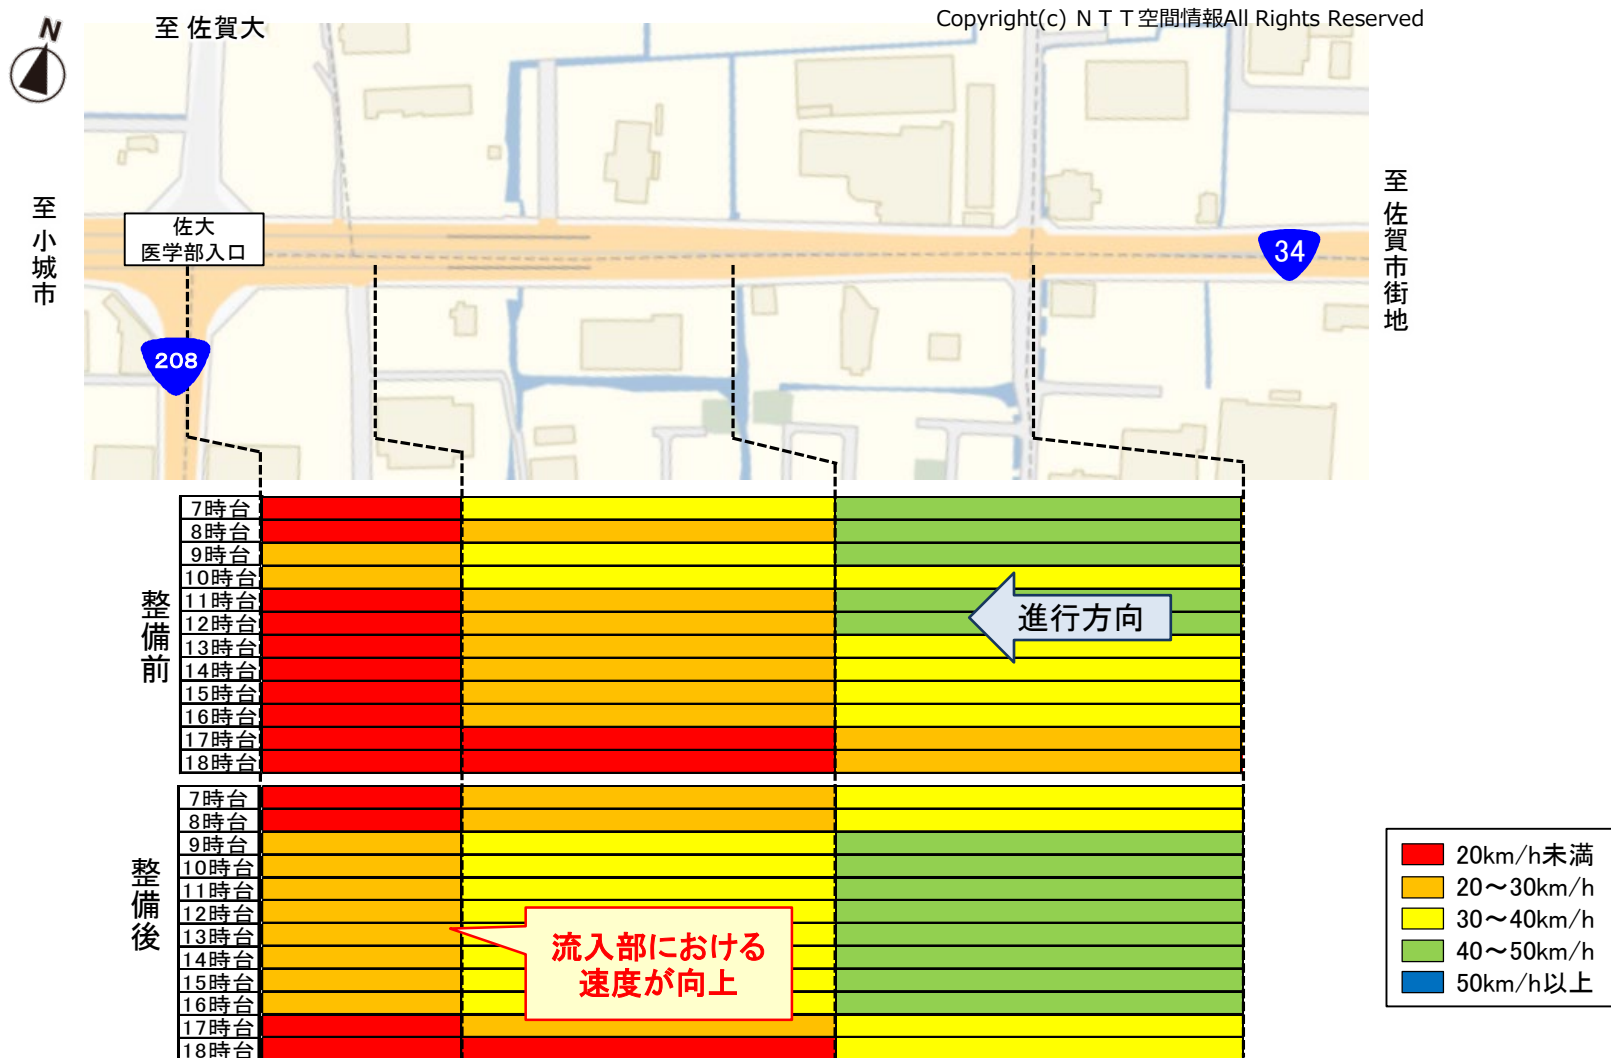 Copyright(c) ＮＴＴ空間情報All Rights Reserved
N
至 佐賀大
至 小城市
至 佐賀市街地
佐大
医学部入口
34
208
整備前
7時台
8時台
9時台
10時台
11時台
12時台
13時台
14時台
15時台
16時台
17時台
18時台
進行方向
整備後
7時台
8時台
9時台
10時台
11時台
12時台
13時台
14時台
15時台
16時台
17時台
18時台
流入部における
速度が向上
20km/h未満
20～30km/h
30～40km/h
40～50km/h
50km/h以上